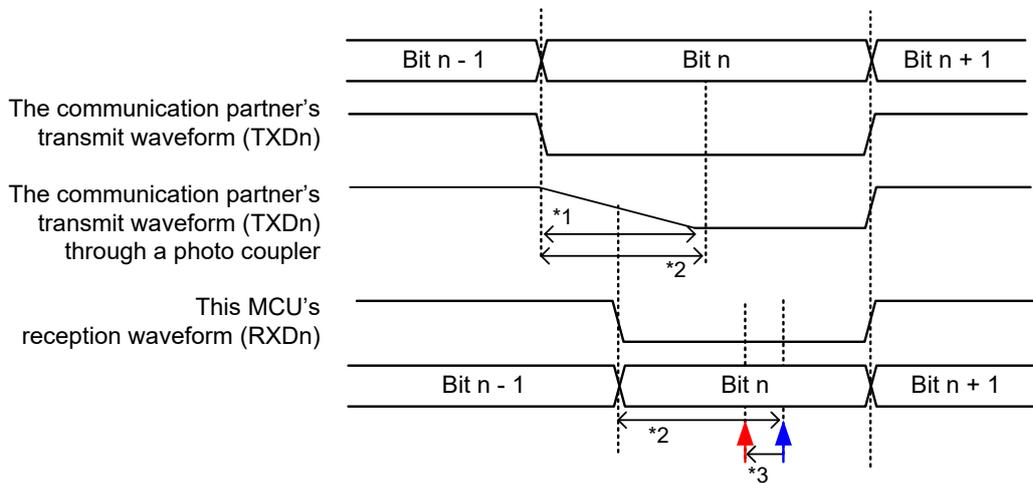 Bit n - 1
Bit n
Bit n + 1
The communication partner’s
transmit waveform (TXDn)
The communication partner’s
transmit waveform (TXDn)
through a photo coupler
*1
*2
This MCU’s
reception waveform (RXDn)
Bit n - 1
Bit n
Bit n + 1
*2
*3